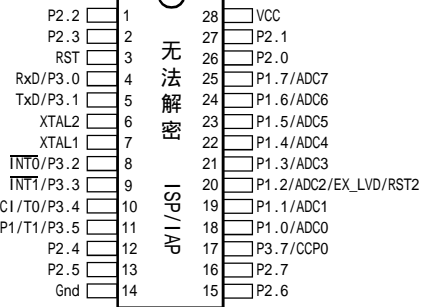 P2.2 1 28 VCC
P2.3 2 27 P2.1
RST 3 26 P2.0
RxD/P3.0 4 25 P1.7/ADC7
TxD/P3.1 5 24 P1.6/ADC6
XTAL2 6 23 P1.5/ADC5
XTAL1 7 22 P1.4/ADC4
INT0/P3.2 8 21 P1.3/ADC3
INT1/P3.3 9 20 P1.2/ADC2/EX_LVD/RST2
CI/T0/P3.4 10 19 P1.1/ADC1
P1/T1/P3.5 11 18 P1.0/ADC0
P2.4 12 17 P3.7/CCP0
P2.5 13 16 P2.7
Gnd 14 15 P2.6
无法解密
ISP/IAP